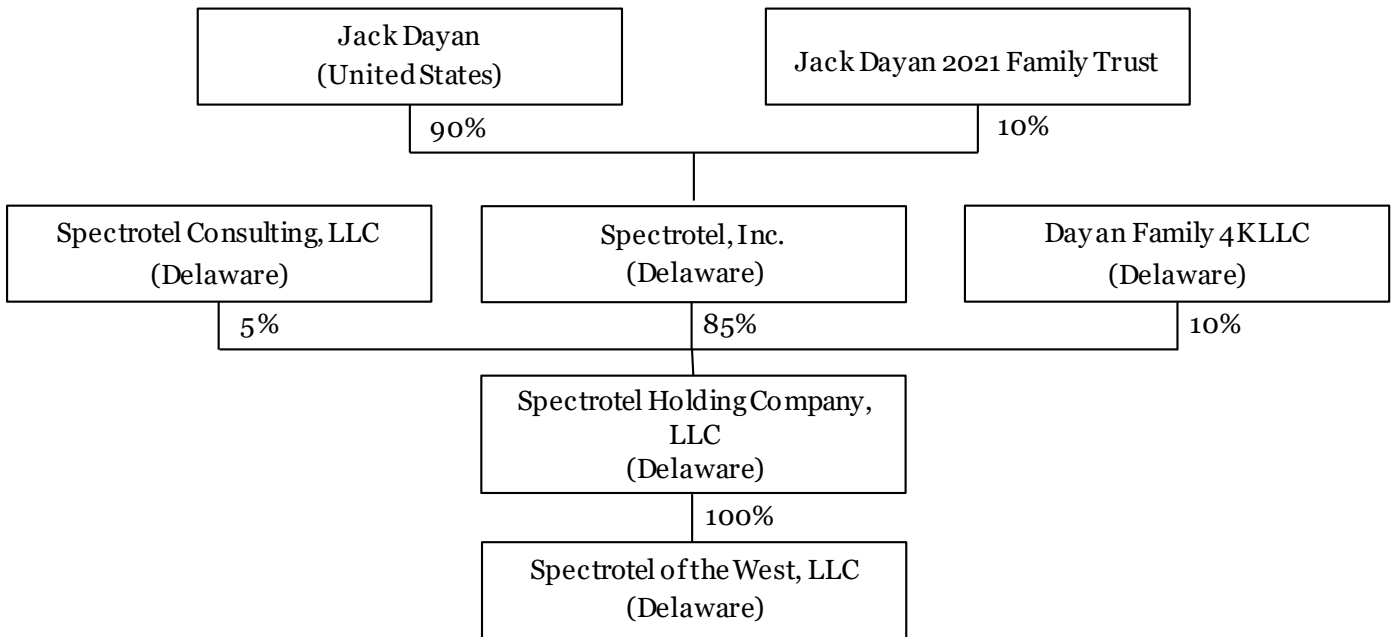 Jack Dayan
(United States)
Jack Dayan 2021 Family Trust
90%
10%
Spectrotel Consulting, LLC
(Delaware)
Spectrotel, Inc.
(Delaware)
Dayan Family 4K LLC
(Delaware)
5%
85%
10%
Spectrotel Holding Company,
LLC
(Delaware)
100%
Spectrotel of the West, LLC
(Delaware)